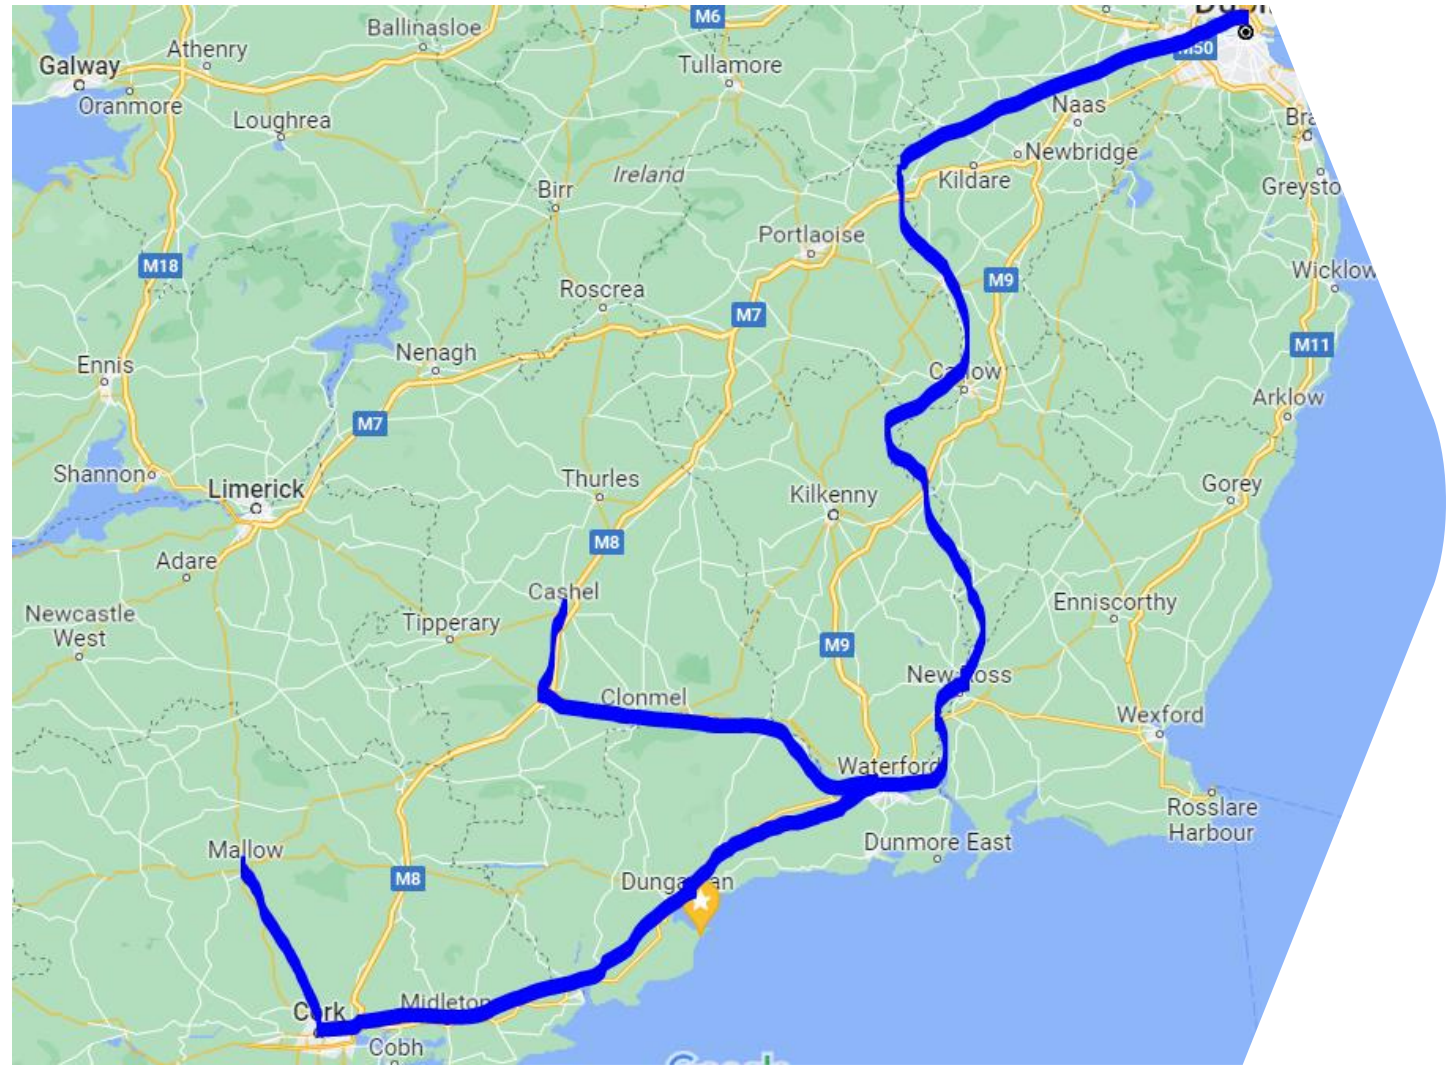 M6
Ballinasloe
Athenry
Galway
Oranmore
M50
Tullamore
Naas
Loughrea
Newbridge
Ireland
Kildare
Birr
Portlaoise
M18
Wicklow
M9
Roscrea
M7
M11
Nenagh
Ennis
Arklow
M7
Shannon
Thurles
Limerick
Kilkenny
Gorey
M8
Adare
Cashel
Newcastle
West
Tipperary
Enniscorthy
M9
Clonmel
Wexford
Waterford
Rosslare
Harbour
Dunmore East
Mallow
M8
Cobh